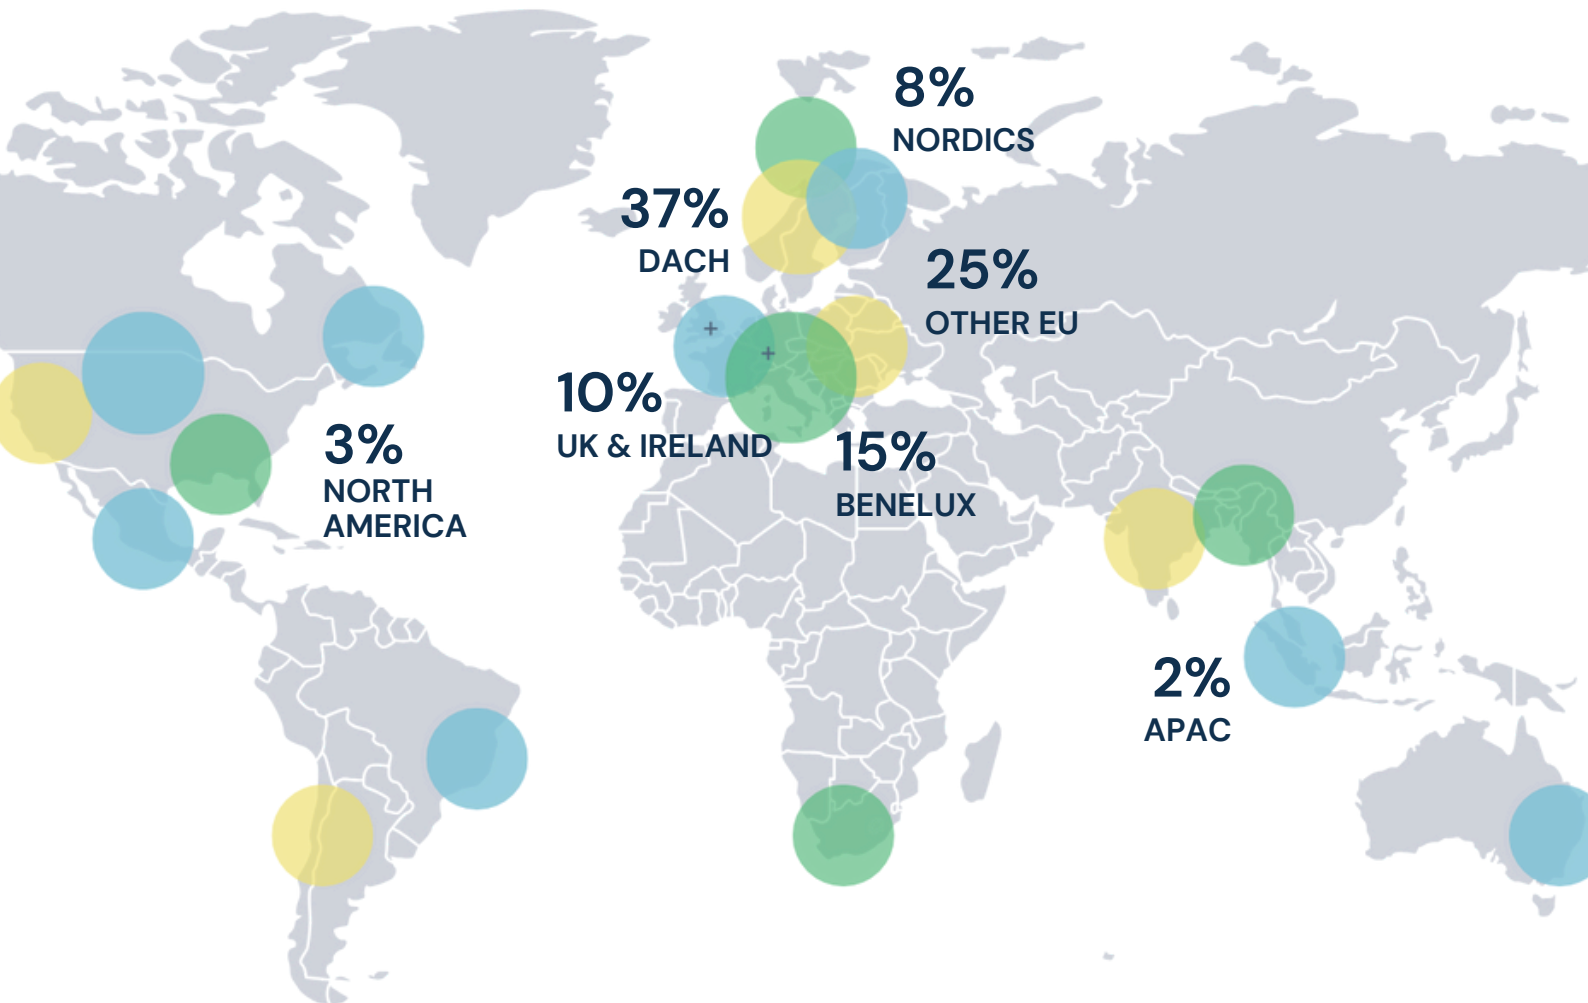 8%
NORDICS
37%
DACH
25%
OTHER EU
10%
UK & IRELAND
15%
BENELUX
3%
NORTH
AMERICA
2%
APAC